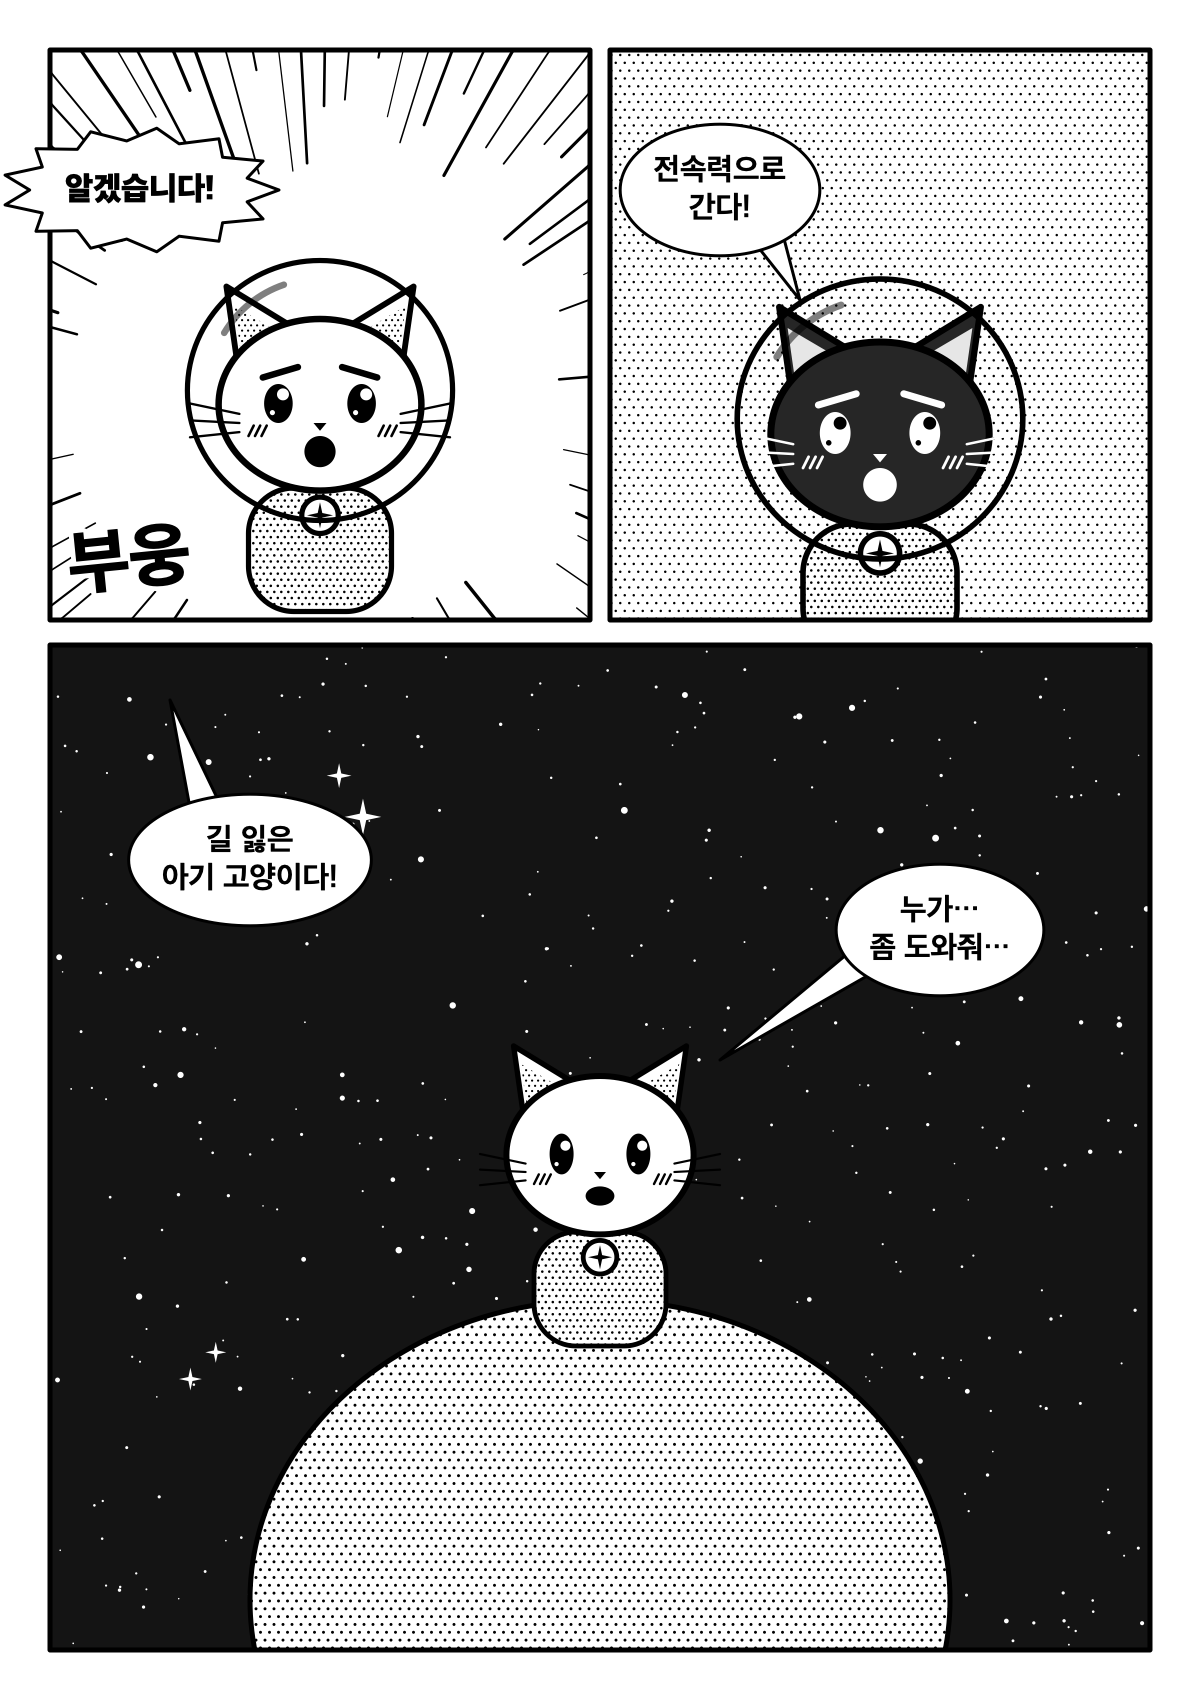 알겠습니다!
부웅
전속력으로
간다!
길 잃은
아기 고양이다!
누가…
좀 도와줘…